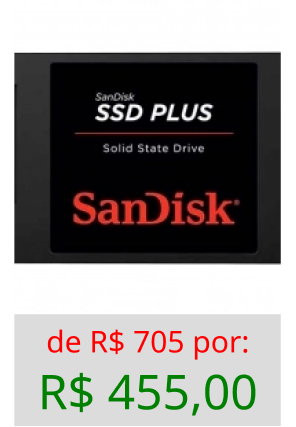 SanDisk
SSD PLUS
Solid State Drive
SanDisk
de R$ 705 por:
R$ 455,00